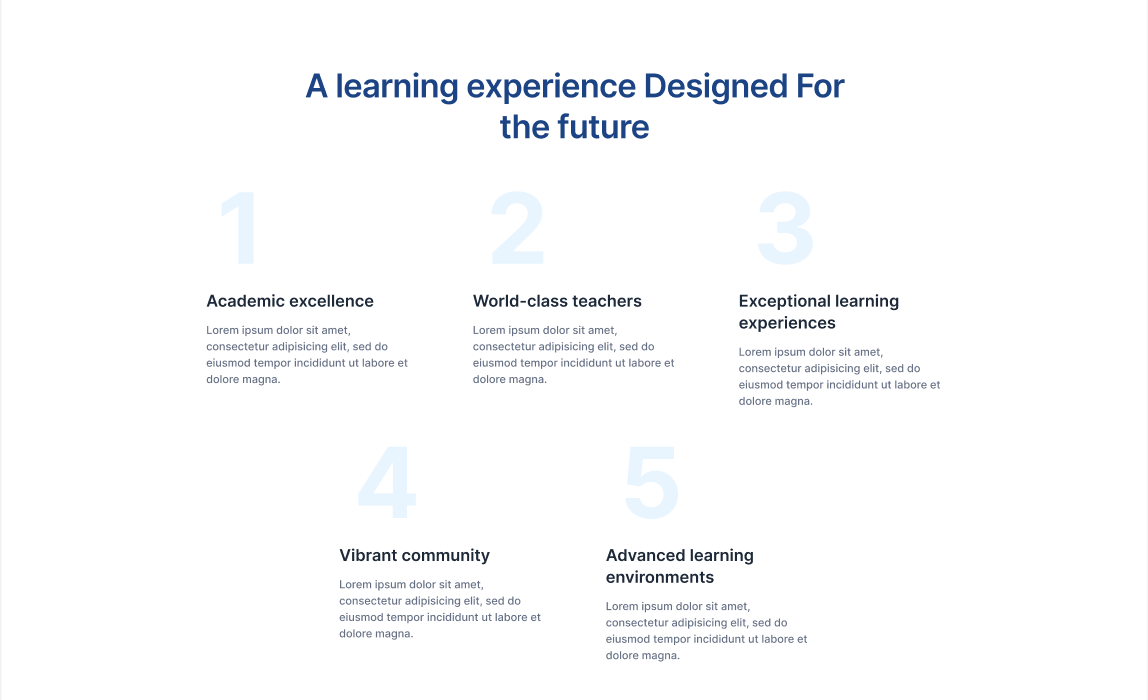 A learning experience Designed For
the future
1
Academic excellence
Lorem ipsum dolor sit amet,
consectetur adipisicing elit, sed do
eiusmod tempor incididunt ut labore et
dolore magna.
2
World-class teachers
Lorem ipsum dolor sit amet,
consectetur adipisicing elit, sed do
eiusmod tempor incididunt ut labore et
dolore magna.
3
Exceptional learning
experiences
Lorem ipsum dolor sit amet,
consectetur adipisicing elit, sed do
eiusmod tempor incididunt ut labore et
dolore magna.
4
Vibrant community
Lorem ipsum dolor sit amet,
consectetur adipisicing elit, sed do
eiusmod tempor incididunt ut labore et
dolore magna.
5
Advanced learning
environments
Lorem ipsum dolor sit amet,
consectetur adipisicing elit, sed do
eiusmod tempor incididunt ut labore et
dolore magna.